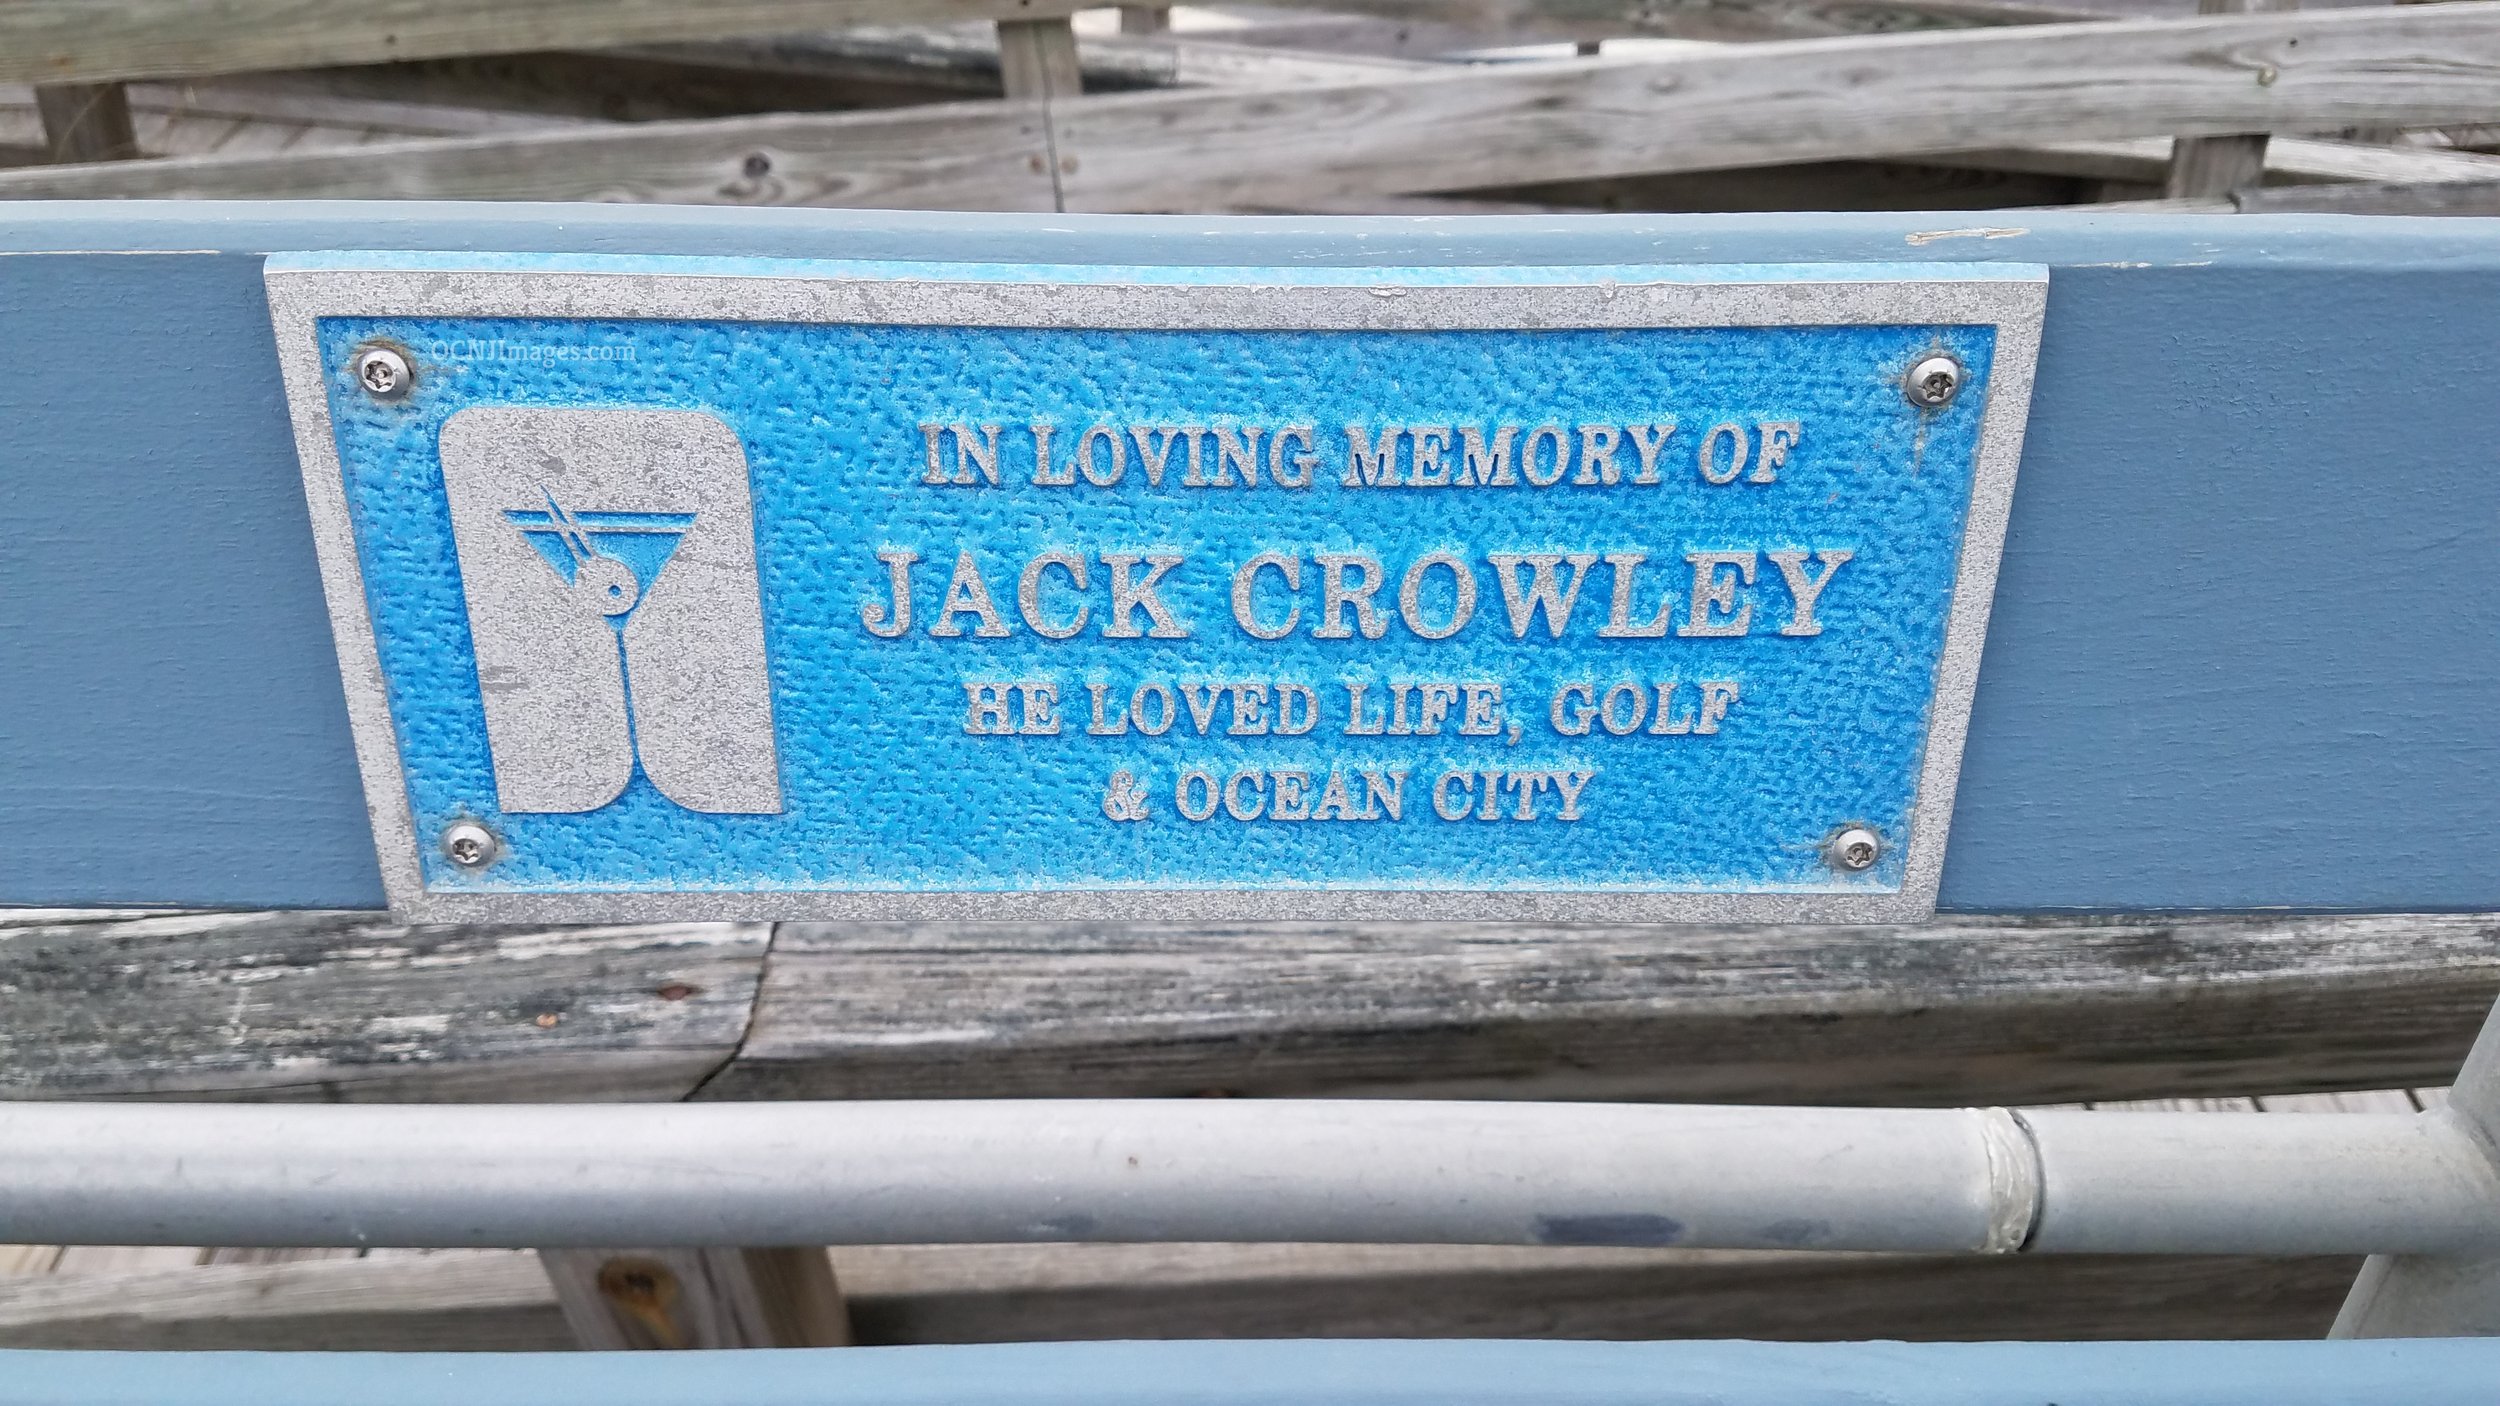 OCNJImages.com
IN LOVING MEMORY OF
JACK CROWLEY
HE LOVED LIFE, GOLF
& OCEAN CITY